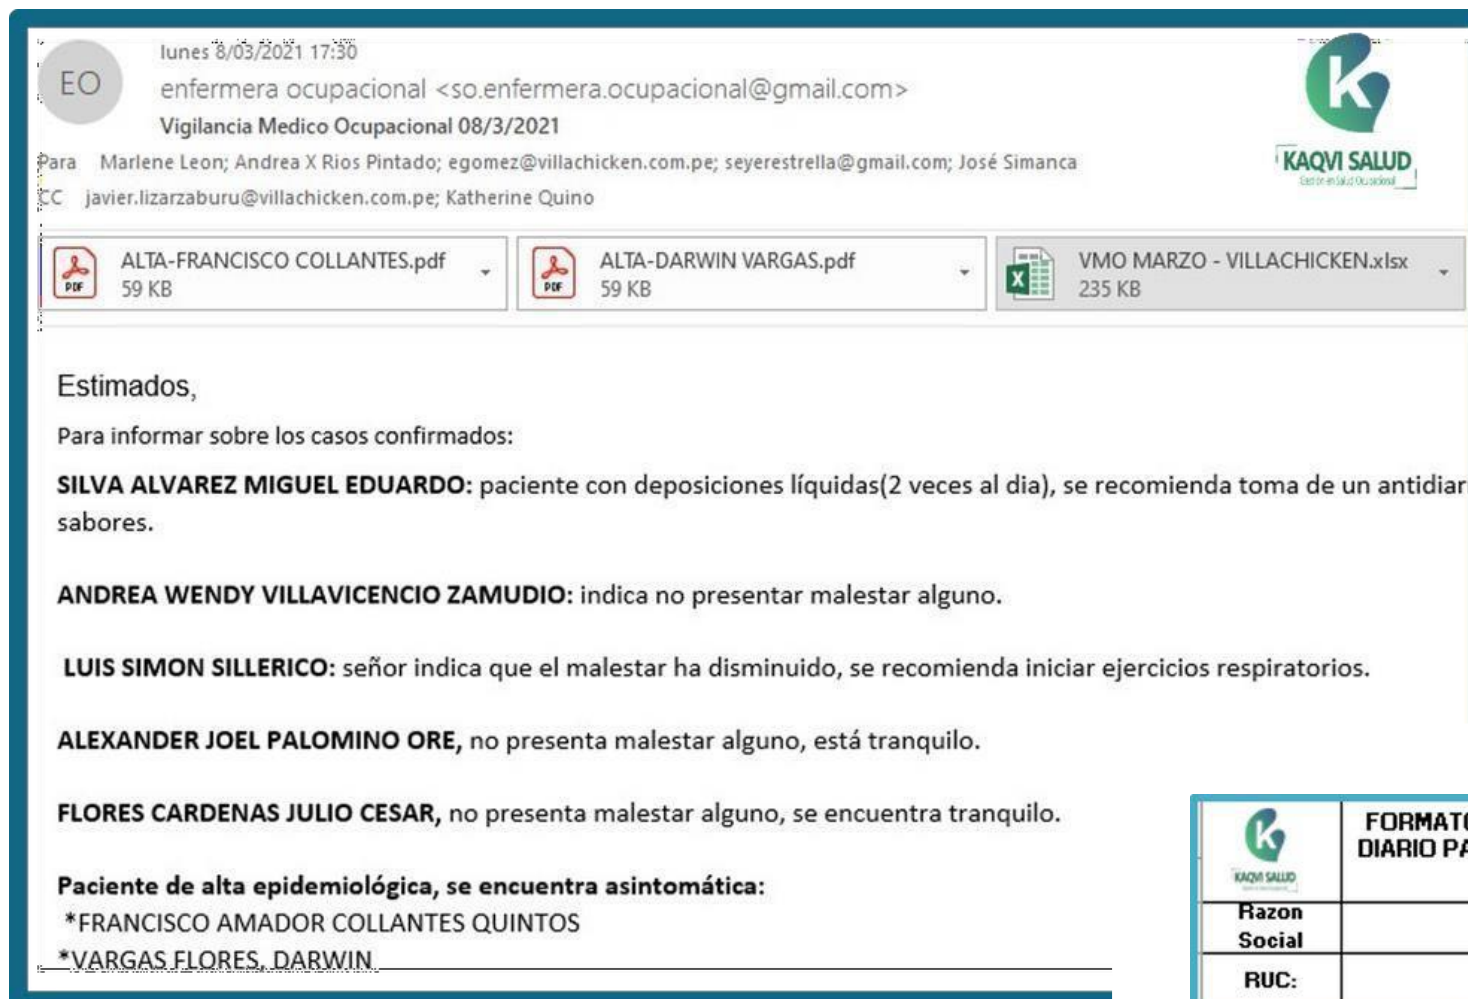 lunes 8/03/2021 17:30
EO
enfermera ocupacional <so.enfermera.ocupacional@gmail.com>
Vigilancia Medico Ocupacional 08/3/2021
Para Marlene Leon; Andrea X Rios Pintado; egomez@villachicken.com.pe; seyerestrella@gmail.com; José Simanca
CC javier.lizarzaburu@villachicken.com.pe; Katherine Quino
KAQVI SALUD
Gestión en Salud Ocupacional
ALTA-FRANCISCO COLLANTES.pdf
59 KB
ALTA-DARWIN VARGAS.pdf
59 KB
VMO MARZO - VILLACHICKEN.xlsx
235 KB
Estimados,
Para informar sobre los casos confirmados:
SILVA ALVAREZ MIGUEL EDUARDO: paciente con deposiciones líquidas(2 veces al dia), se recomienda toma de un antidiar
sabores.
ANDREA WENDY VILLAVICENCIO ZAMUDIO: indica no presentar malestar alguno.
LUIS SIMON SILLERICO: señor indica que el malestar ha disminuido, se recomienda iniciar ejercicios respiratorios.
ALEXANDER JOEL PALOMINO ORE, no presenta malestar alguno, está tranquilo.
FLORES CARDENAS JULIO CESAR, no presenta malestar alguno, se encuentra tranquilo.
Paciente de alta epidemiológica, se encuentra asintomática:
*FRANCISCO AMADOR COLLANTES QUINTOS
*VARGAS FLORES, DARWIN
KAQVI SALUD
FORMATO
DIARIO PA
Razon
Social
RUC: